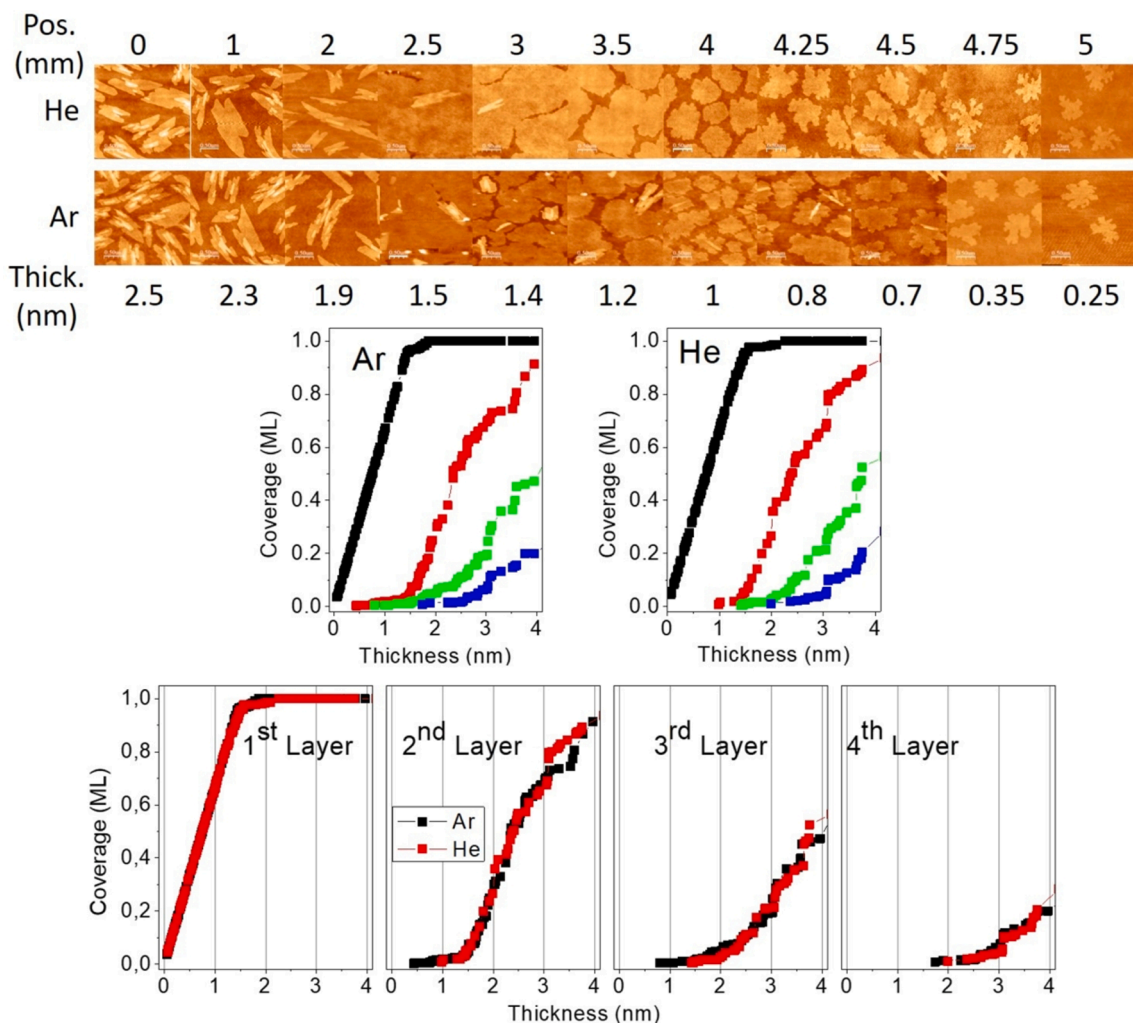 Pos. (mm) 0 1 2 2.5 3 3.5 4 4.25 4.5 4.75 5
He
Ar
Thick. (nm) 2.5 2.3 1.9 1.5 1.4 1.2 1 0.8 0.7 0.35 0.25
Ar
He
Coverage (ML)
1.0
0.8
0.6
0.4
0.2
0.0
0 1 2 3 4
Thickness (nm)
Coverage (ML)
1.0
0.8
0.6
0.4
0.2
0.0
0 1 2 3 4
Thickness (nm)
Coverage (ML)
1,0
0,8
0,6
0,4
0,2
0,0
1st Layer
2nd Layer
3rd Layer
4th Layer
Ar
He
0 1 2 3 4
0 1 2 3 4
0 1 2 3 4
0 1 2 3 4
Thickness (nm)